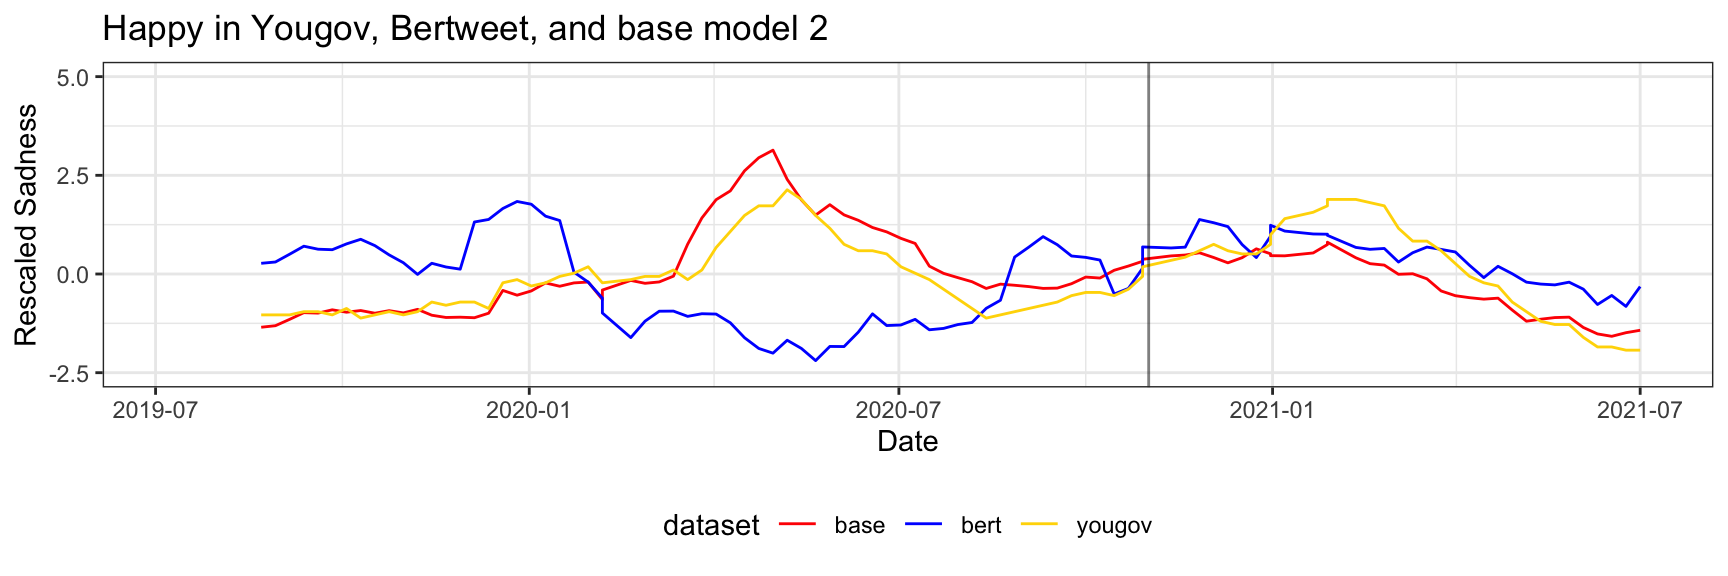 Happy in Yougov, Bertweet, and base model 2
Rescaled Sadness
5.0
2.5
0.0
-2.5
2019-07 2020-01 2020-07 2021-01 2021-07
Date
dataset base bert yougov